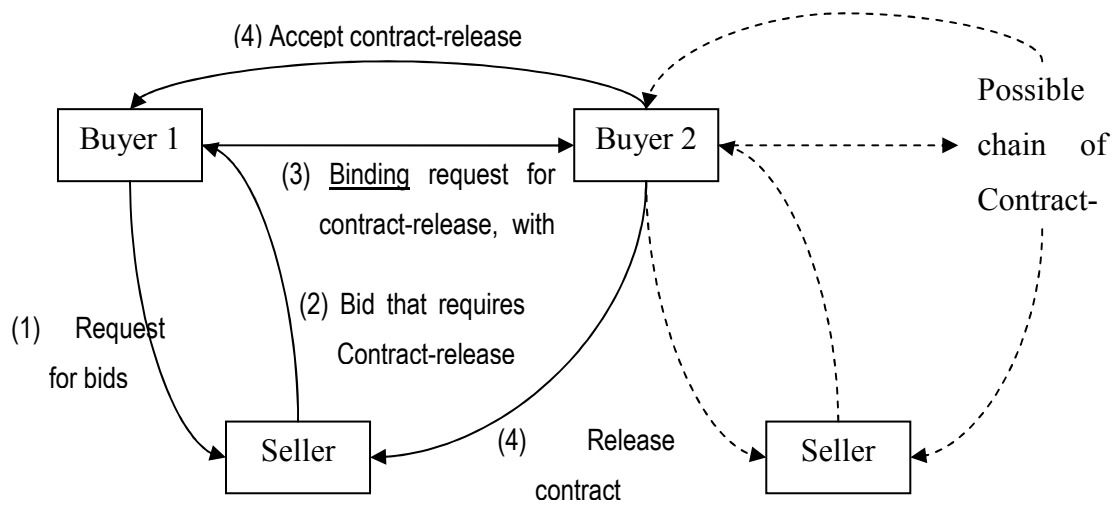 (4) Accept contract-release
Possible
chain of
Contract-
Buyer 1
Buyer 2
(3) Binding request for
contract-release, with
(2) Bid that requires
Contract-release
(1) Request
for bids
Seller
(4) Release
contract
Seller